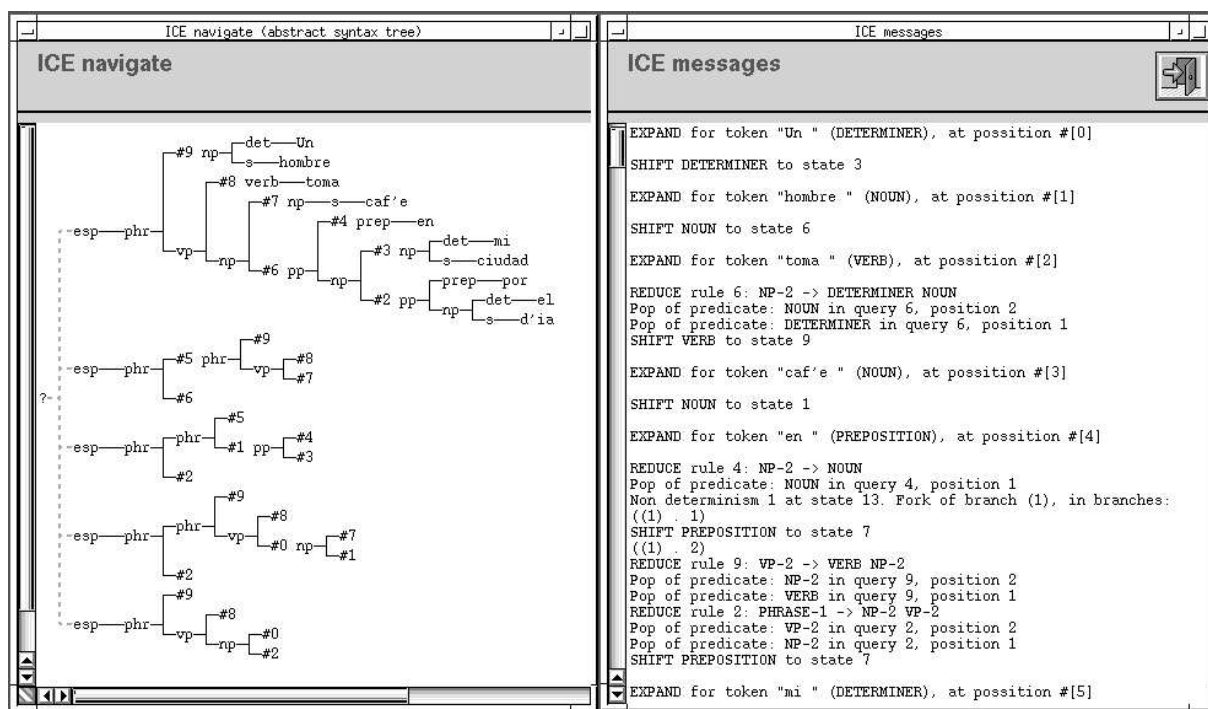 ICE navigate (abstract syntax tree)
ICE navigate
det Un
#9 np
s hombre
#8 verb toma
#7 np s caf'e
#4 prep en
esp phr
det mi
#3 np
vp
s ciudad
np
#6 pp
np
prep por
#2 pp
det el
np
s d'ia
#9
#5 phr
#8
esp phr
vp
#7
#6
?
#5
phr
#4
#1 pp
esp phr
#3
#2
#9
phr
#8
vp
#7
esp phr
#0 np
#1
#2
#9
#8
esp phr
vp
#0
np
#2
ICE messages
ICE messages
EXPAND for token "Un " (DETERMINER), at possition #[0]
SHIFT DETERMINER to state 3
EXPAND for token "hombre " (NOUN), at possition #[1]
SHIFT NOUN to state 6
EXPAND for token "toma " (VERB), at possition #[2]
REDUCE rule 6: NP-2 -> DETERMINER NOUN
Pop of predicate: NOUN in query 6, position 2
Pop of predicate: DETERMINER in query 6, position 1
SHIFT VERB to state 9
EXPAND for token "caf'e " (NOUN), at possition #[3]
SHIFT NOUN to state 1
EXPAND for token "en " (PREPOSITION), at possition #[4]
REDUCE rule 4: NP-2 -> NOUN
Pop of predicate: NOUN in query 4, position 1
Non determinism 1 at state 13. Fork of branch (1), in branches:
((1) . 1)
SHIFT PREPOSITION to state 7
((1) . 2)
REDUCE rule 9: VP-2 -> VERB NP-2
Pop of predicate: NP-2 in query 9, position 2
Pop of predicate: VERB in query 9, position 1
REDUCE rule 2: PHRASE-1 -> NP-2 VP-2
Pop of predicate: VP-2 in query 2, position 2
Pop of predicate: NP-2 in query 2, position 1
SHIFT PREPOSITION to state 7
EXPAND for token "mi " (DETERMINER), at possition #[5]